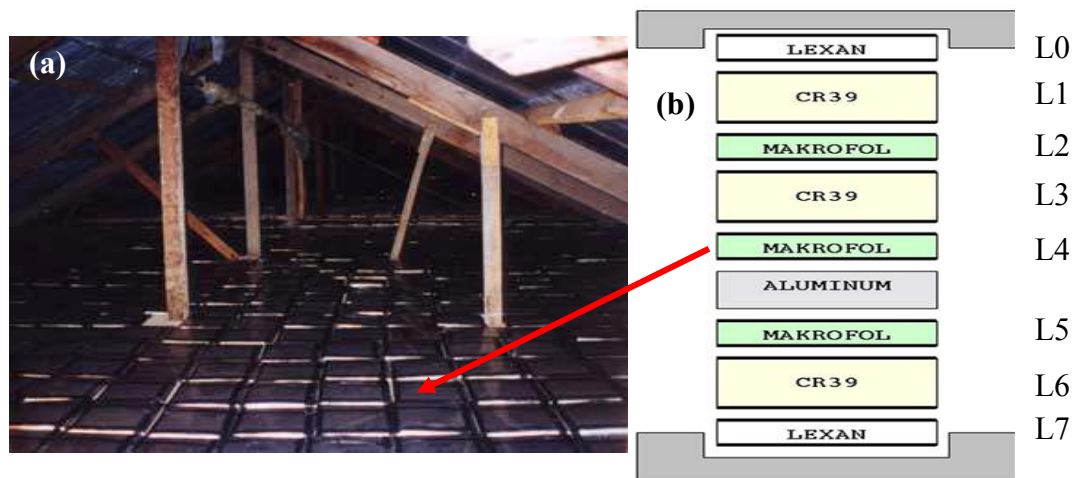 (a)
(b)
LEXAN L0
CR39 L1
MAKROFOL L2
CR39 L3
MAKROFOL L4
ALUMINUM
MAKROFOL L5
CR39 L6
LEXAN L7